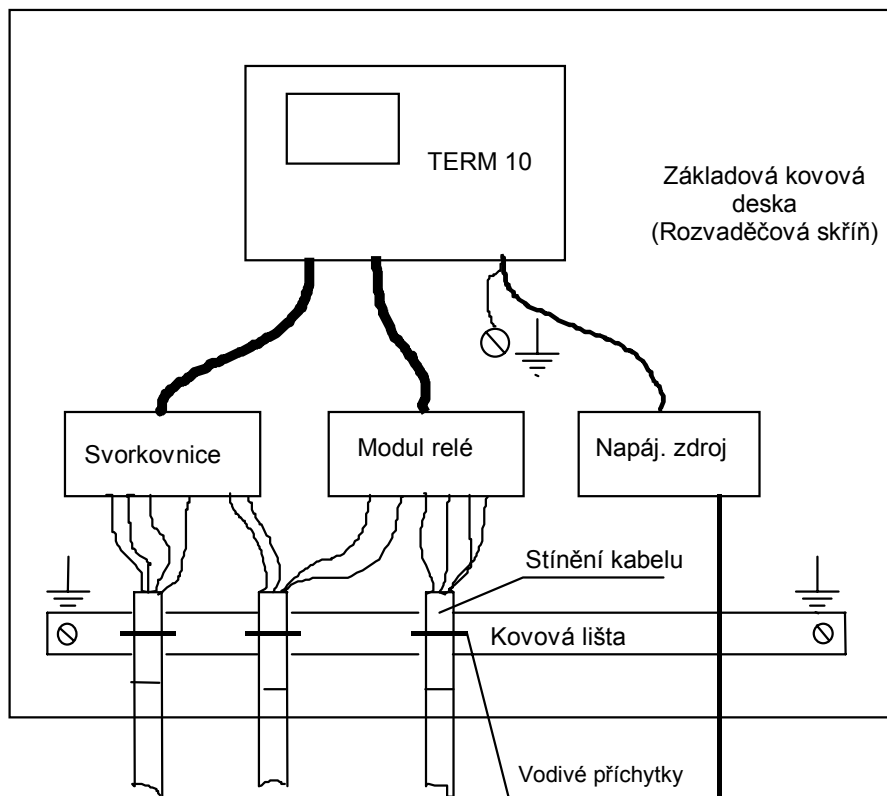 TERM 10
Základová kovová
deska
(Rozvaděčová skříň)
Svorkovnice
Modul relé
Napáj. zdroj
Stínění kabelu
Kovová lišta
Vodivé příchytky